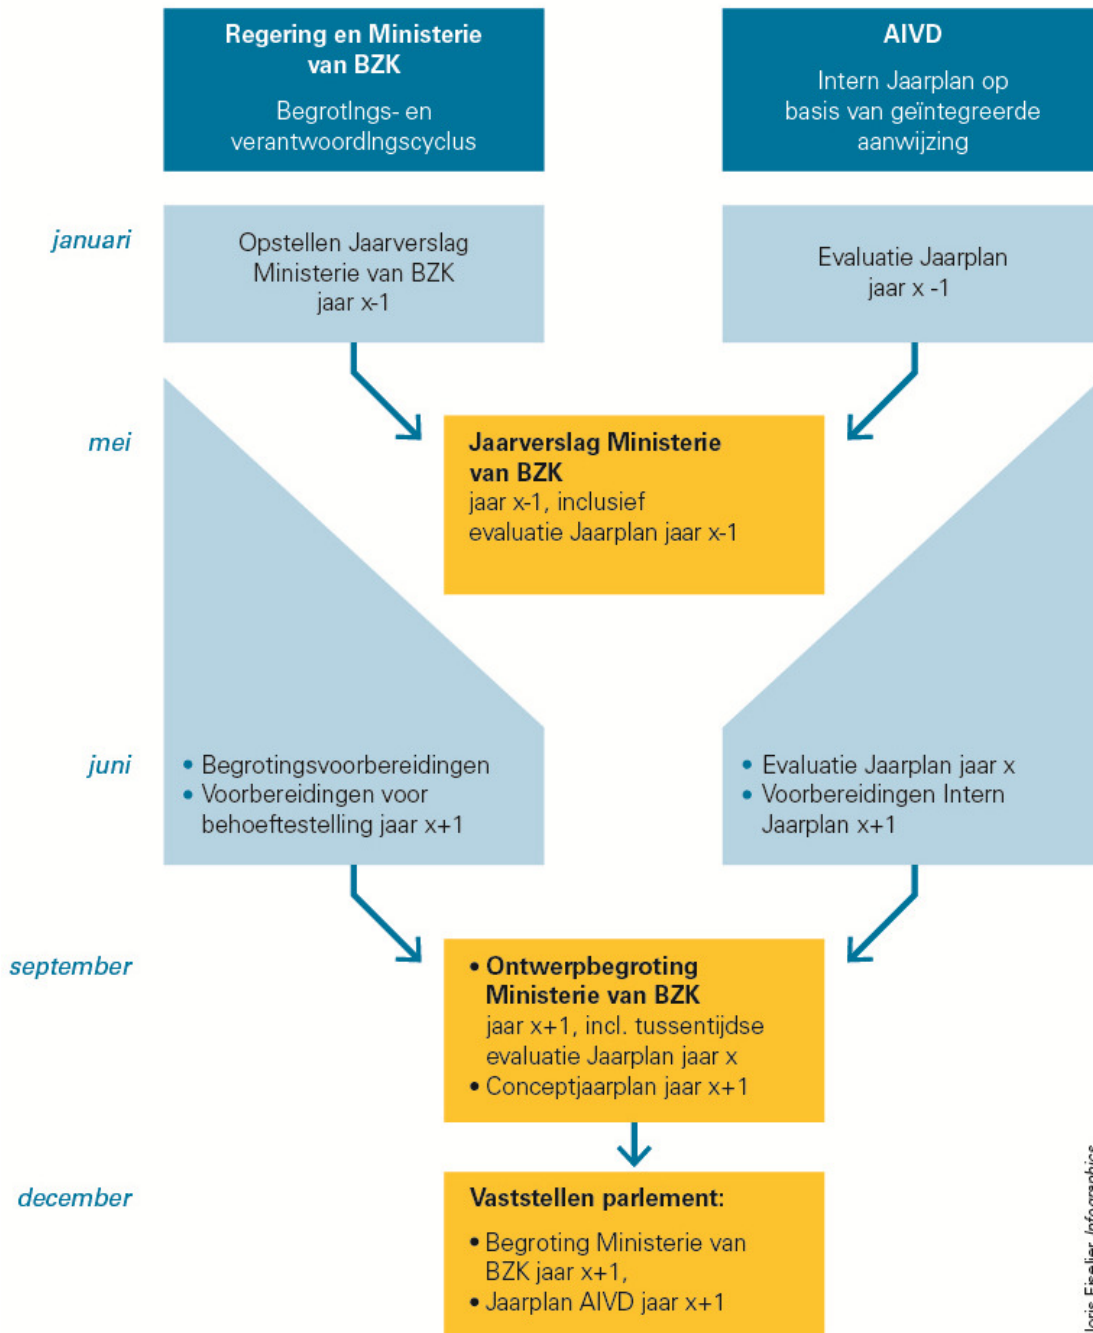 Regering en Ministerie
van BZK
Begrotings- en
verantwoordingscyclus
AIVD
Intern Jaarplan op
basis van geïntegreerde
aanwijzing
januari
Opstellen Jaarverslag
Ministerie van BZK
jaar x-1
Evaluatie Jaarplan
jaar x -1
mei
Jaarverslag Ministerie
van BZK
jaar x-1, inclusief
evaluatie Jaarplan jaar x-1
juni
• Begrotingsvoorbereidingen
• Voorbereidingen voor
behoeftestelling jaar x+1
• Evaluatie Jaarplan jaar x
• Voorbereidingen Intern
Jaarplan x+1
september
• Ontwerpbegroting
Ministerie van BZK
jaar x+1, incl. tussentijdse
evaluatie Jaarplan jaar x
• Conceptjaarplan jaar x+1
december
Vaststellen parlement:
• Begroting Ministerie van
BZK jaar x+1,
• Jaarplan AIVD jaar x+1
Joris Fiselier Infographics